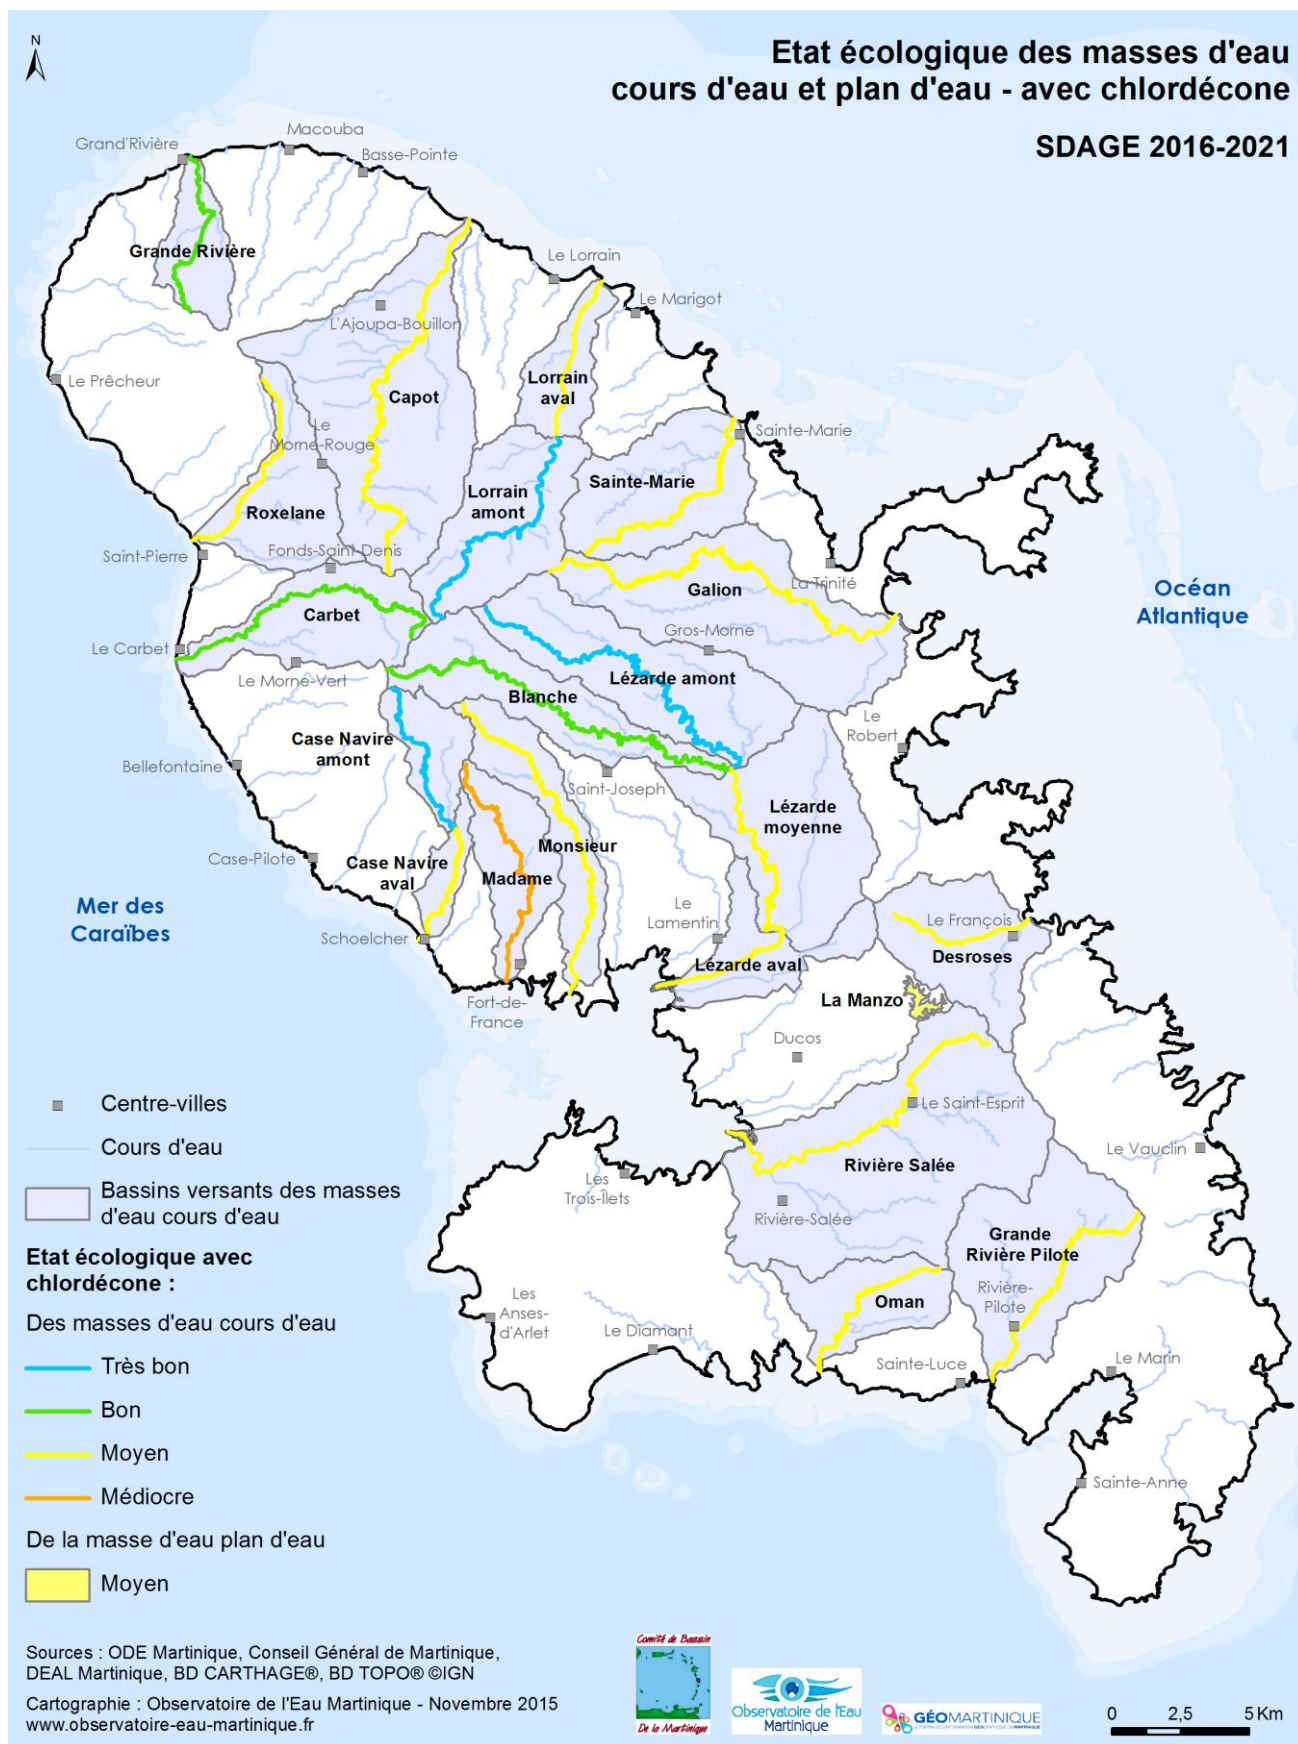 N
Etat écologique des masses d'eau
cours d'eau et plan d'eau - avec chlordécone
SDAGE 2016-2021
Grand'Rivière
Macouba
Basse-Pointe
Grande Rivière
Le Lorrain
Le Marigot
L'Ajoupa-Bouillon
Le Prêcheur
Capot
Lorrain
aval
Le
Morne-Rouge
Sainte-Marie
Sainte-Marie
Lorrain
amont
Roxelane
Saint-Pierre
Fonds-Saint-Denis
La Trinité
Galion
Océan
Atlantique
Carbet
Gros-Morne
Le Carbet
Le Morne-Vert
Lézarde amont
Blanche
Le
Robert
Case Navire
amont
Bellefontaine
Saint-Joseph
Lézarde
moyenne
Monsieur
Case-Pilote
Case Navire
aval
Madame
Mer des
Caraïbes
Le
Lamentin
Le François
Schoelcher
Desroses
Lézarde aval
La Manzo
Fort-de-
France
Ducos
Le Saint-Esprit
Le Vauclin
Rivière Salée
Les
Trois-Îlets
Rivière-Salée
Grande
Rivière Pilote
Rivière-
Pilote
Les
Anses-
d'Arlet
Oman
Le Diamant
Sainte-Luce
Le Marin
Sainte-Anne
Centre-villes
Cours d'eau
Bassins versants des masses
d'eau cours d'eau
Etat écologique avec
chlordécone :
Des masses d'eau cours d'eau
Très bon
Bon
Moyen
Médiocre
De la masse d'eau plan d'eau
Moyen
Sources : ODE Martinique, Conseil Général de Martinique,
DEAL Martinique, BD CARTHAGE®, BD TOPO® ©IGN
Cartographie : Observatoire de l'Eau Martinique - Novembre 2015
www.observatoire-eau-martinique.fr
Comité de Bassin
De la Martinique
Observatoire de l'Eau
Martinique
GÉOMARTINIQUE
0 2,5 5 Km